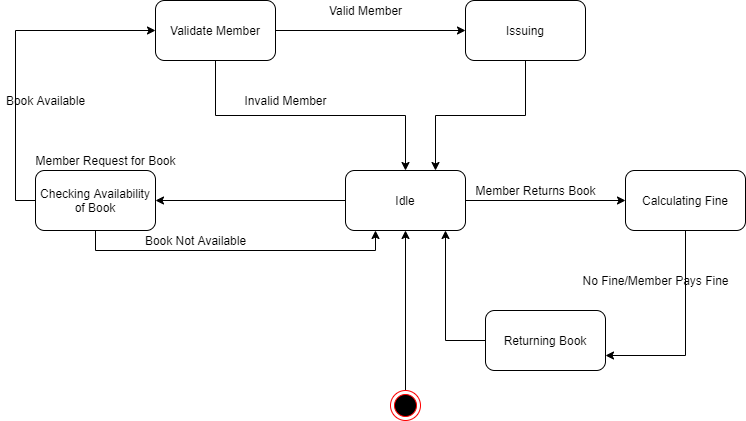 Valid Member
Validate Member
Issuing
Book Available
Invalid Member
Member Request for Book
Checking Availability
of Book
Idle
Member Returns Book
Calculating Fine
Book Not Available
No Fine/Member Pays Fine
Returning Book